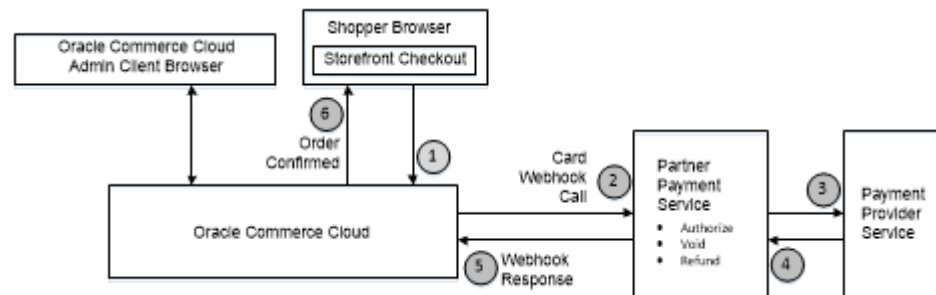 Oracle Commerce Cloud
Admin Client Browser
Shopper Browser
Storefront Checkout
6
Order
Confirmed
1
Card
Webhook
Call
2
Partner
Payment
Service
• Authorize
• Void
• Refund
3
Payment
Provider
Service
Oracle Commerce Cloud
5
Webhook
Response
4